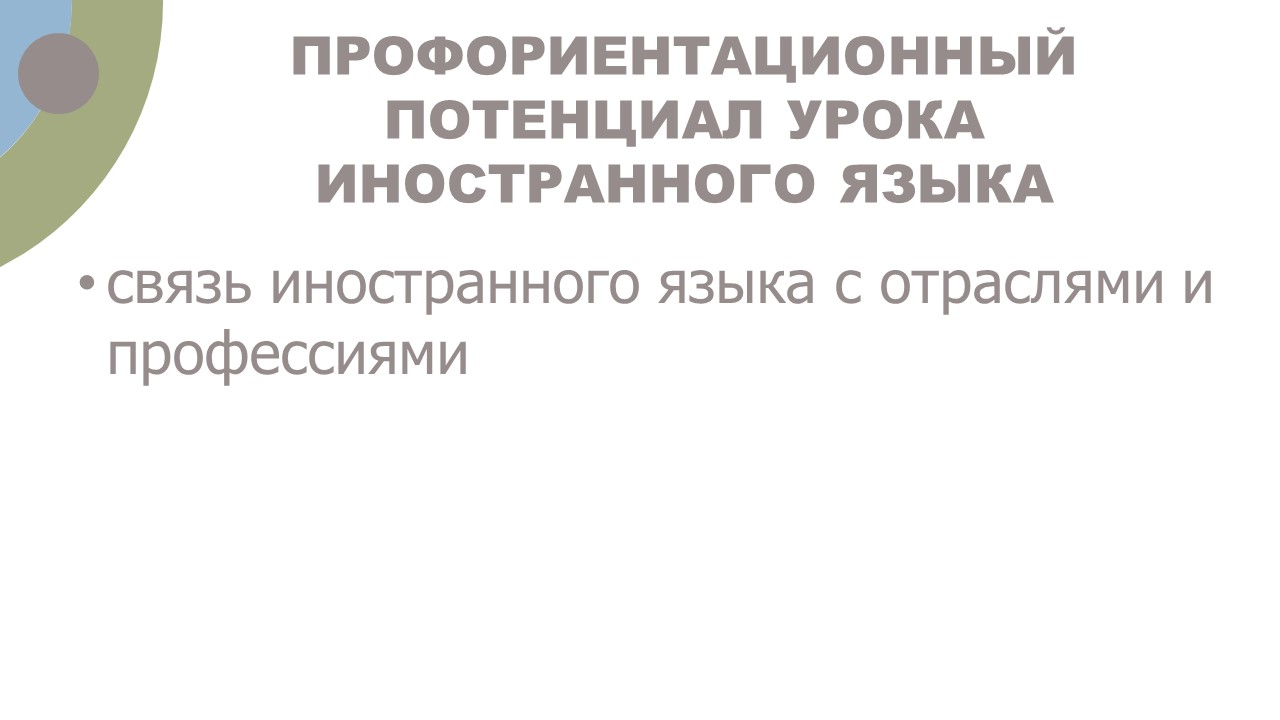 ПРОФОРИЕНТАЦИОННЫЙ
ПОТЕНЦИАЛ УРОКА
ИНОСТРАННОГО ЯЗЫКА
• связь иностранного языка с отраслями и
профессиями